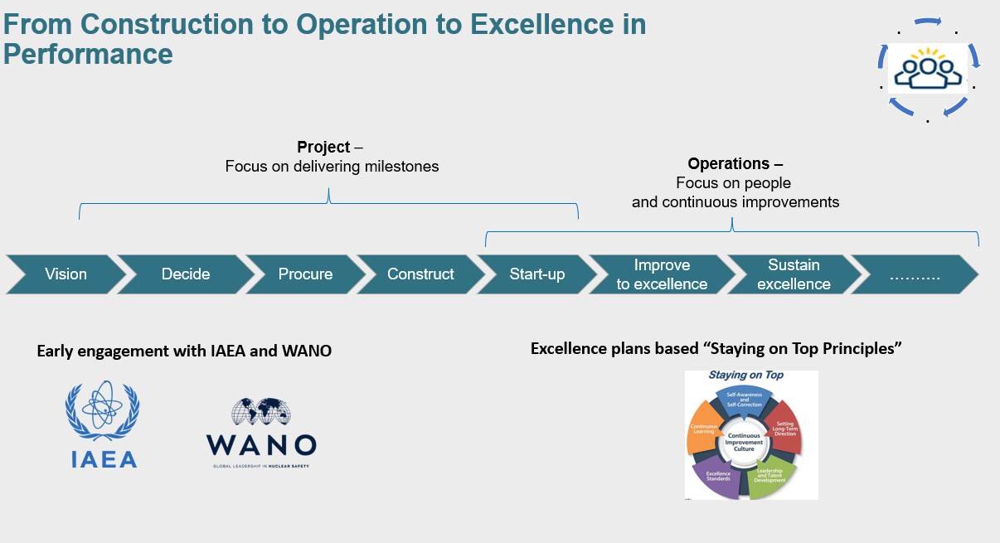 From Construction to Operation to Excellence in
Performance
Project –
Focus on delivering milestones
Operations –
Focus on people
and continuous improvements
Vision
Decide
Procure
Construct
Start-up
Improve
to excellence
Sustain
excellence
..........
Early engagement with IAEA and WANO
Excellence plans based “Staying on Top Principles”
IAEA
WANO
GLOBAL LEADERSHIP IN NUCLEAR SAFETY
Staying on Top
Self-Awareness
and
Self-Correction
Continuous
Learning
Setting
Long-Term
Direction
Continuous
Improvement
Culture
Excellence
Standards
Leadership
and Talent
Development